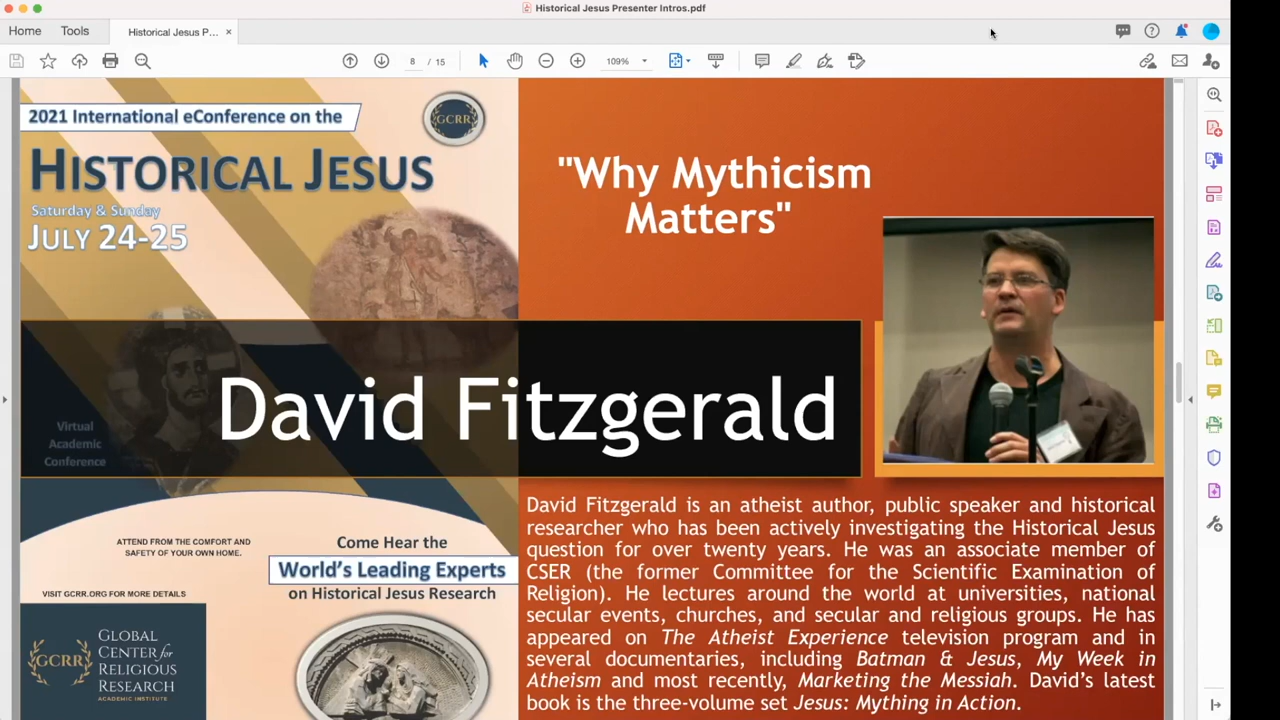 Historical Jesus Presenter Intros.pdf
Home
Tools
Historical Jesus P...
×
8 / 15
109%
2021 International eConference on the
GCRR
HISTORICAL JESUS
Saturday & Sunday
JULY 24-25
"Why Mythicism
Matters"
David Fitzgerald
Virtual
Academic
Conference
ATTEND FROM THE COMFORT AND
SAFETY OF YOUR OWN HOME.
Come Hear the
World's Leading Experts
on Historical Jesus Research
VISIT GCRR.ORG FOR MORE DETAILS
GCRR
GLOBAL
CENTER for
RELIGIOUS
RESEARCH
ACADEMIC INSTITUTE
David Fitzgerald is an atheist author, public speaker and historical
researcher who has been actively investigating the Historical Jesus
question for over twenty years. He was an associate member of
CSER (the former Committee for the Scientific Examination of
Religion). He lectures around the world at universities, national
secular events, churches, and secular and religious groups. He has
appeared on The Atheist Experience television program and in
several documentaries, including Batman & Jesus, My Week in
Atheism and most recently, Marketing the Messiah. David's latest
book is the three-volume set Jesus: Mything in Action.